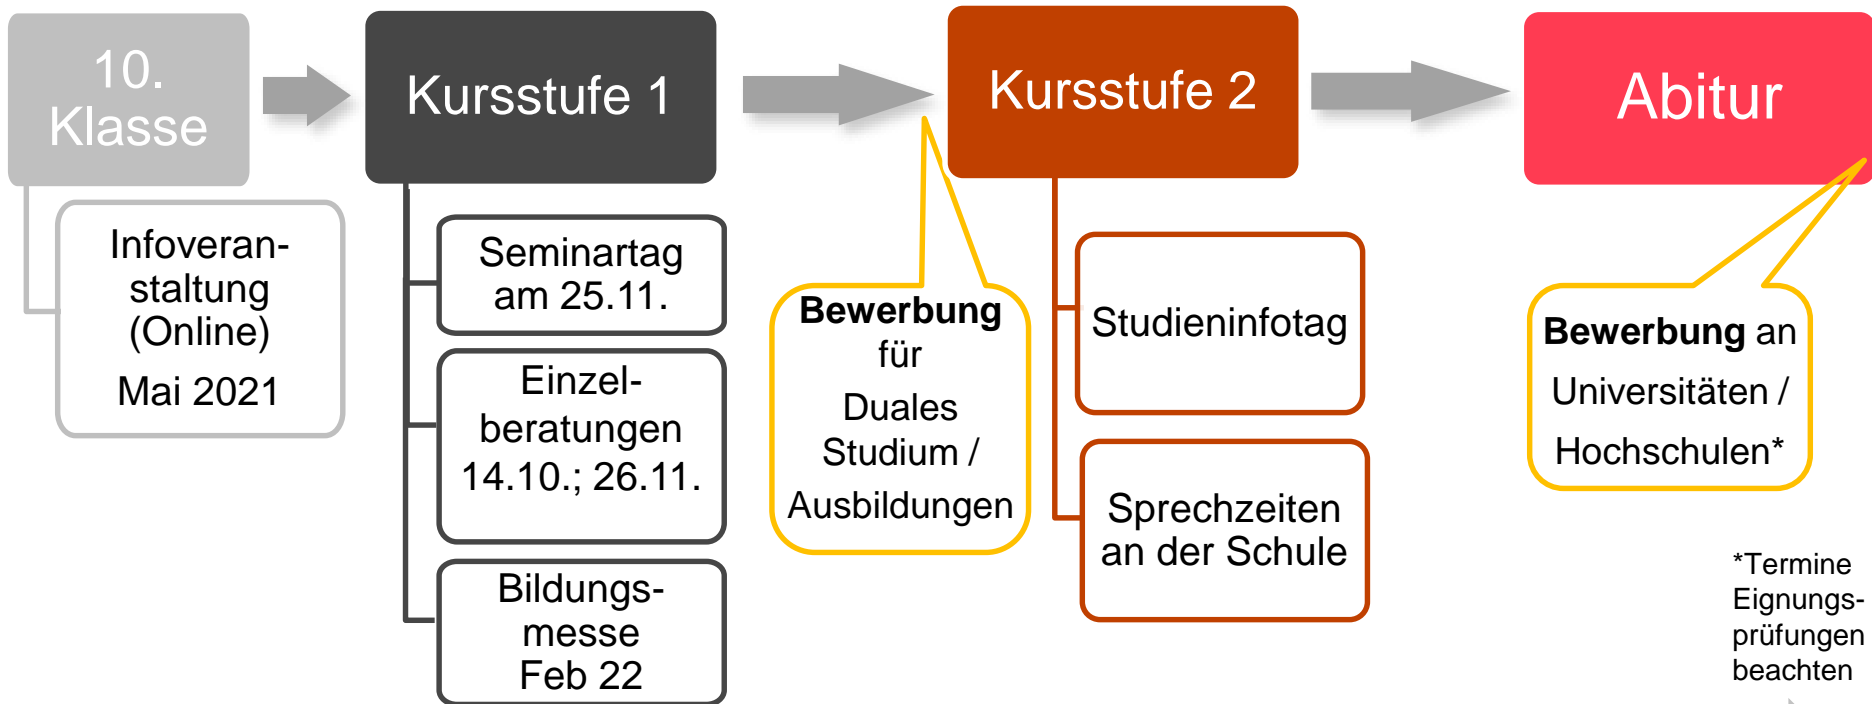 10.
Klasse
Kursstufe 1
Kursstufe 2
Abitur
Infoveran-
staltung
(Online)
Mai 2021
Seminartag
am 25.11.
Einzel-
beratungen
14.10.; 26.11.
Bildungs-
messe
Feb 22
Bewerbung
für
Duales
Studium /
Ausbildungen
Studieninfotag
Sprechzeiten
an der Schule
Bewerbung an
Universitäten /
Hochschulen*
*Termine
Eignungs-
prüfungen
beachten